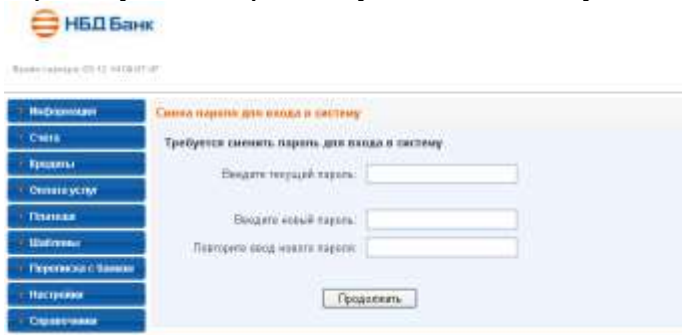 НБД Банк
Информация
Смена пароля для входа в систему
Счета
Требуется сменить пароль для входа в систему
Кредиты
Введите текущий пароль:
Оплата услуг
Платежи
Введите новый пароль:
Шаблоны
Повторите ввод нового пароля:
Переписка с банком
Настройки
Продолжить
Справочники